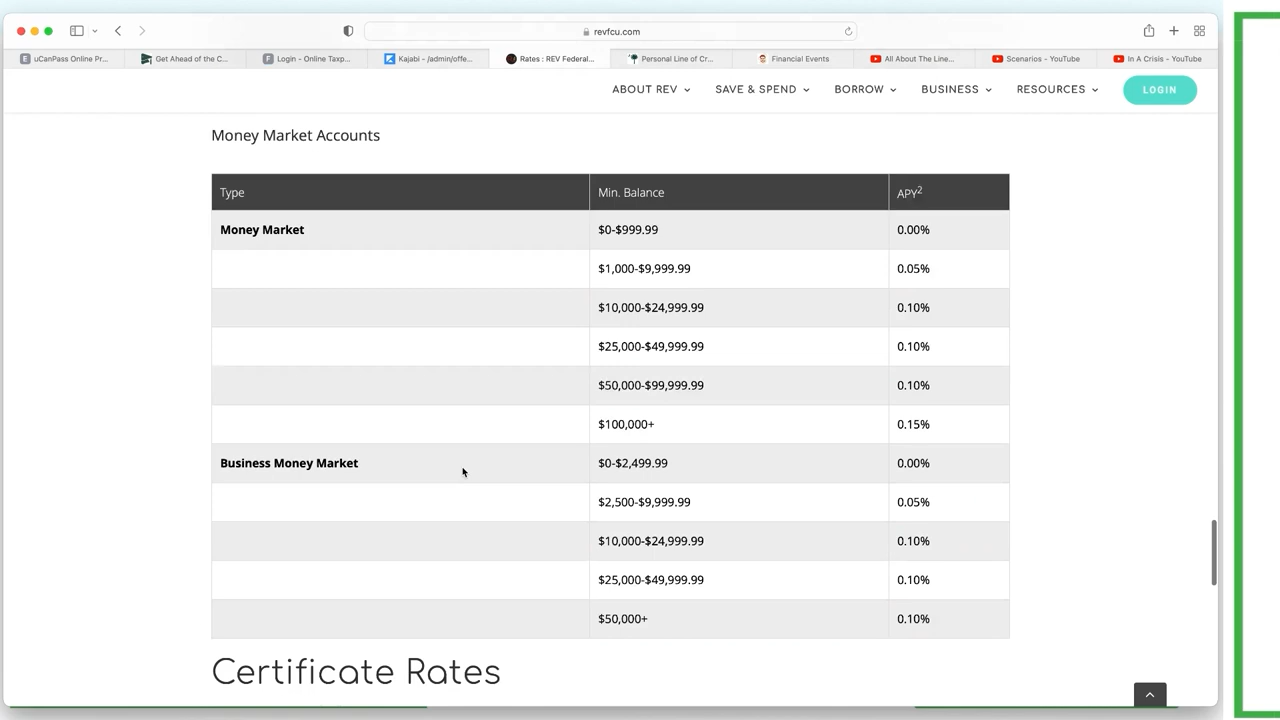 revfcu.com
uCanPass Online Pr...
Get Ahead of the C...
Login - Online Taxp...
Kajabi - /admin/offe...
Rates : REV Federal...
Personal Line of Cr...
Financial Events
All About The Line...
Scenarios - YouTube
In A Crisis - YouTube
ABOUT REV SAVE & SPEND BORROW BUSINESS RESOURCES LOGIN
Money Market Accounts
Type Min. Balance APY2
Money Market $0-$999.99 0.00%
$1,000-$9,999.99 0.05%
$10,000-$24,999.99 0.10%
$25,000-$49,999.99 0.10%
$50,000-$99,999.99 0.10%
$100,000+ 0.15%
Business Money Market $0-$2,499.99 0.00%
$2,500-$9,999.99 0.05%
$10,000-$24,999.99 0.10%
$25,000-$49,999.99 0.10%
$50,000+ 0.10%
Certificate Rates